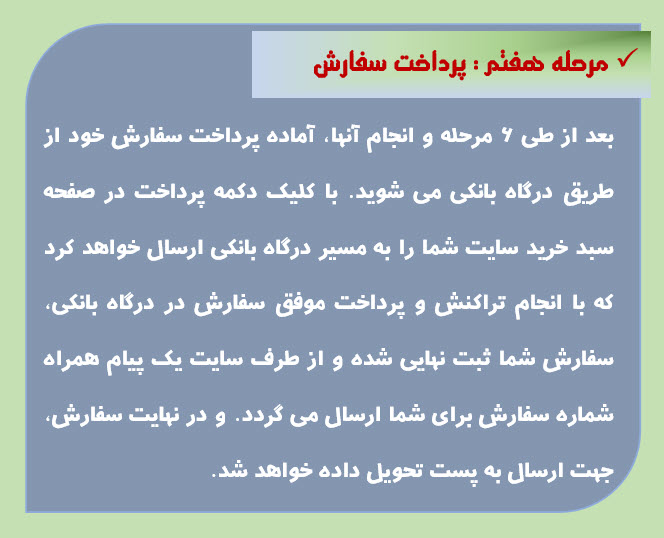 ✓ مرحله هفتم : پرداخت سفارش
بعد از طی ۶ مرحله و انجام آنها، آماده پرداخت سفارش خود از
طریق درگاه بانکی می شوید. با کلیک دکمه پرداخت در صفحه
سبد خرید سایت شما را به مسیر درگاه بانکی ارسال خواهد کرد
که با انجام تراکنش و پرداخت موفق سفارش در درگاه بانکی،
سفارش شما ثبت نهایی شده و از طرف سایت یک پیام همراه
شماره سفارش برای شما ارسال می گردد. و در نهایت سفارش،
جهت ارسال به پست تحویل داده خواهد شد.